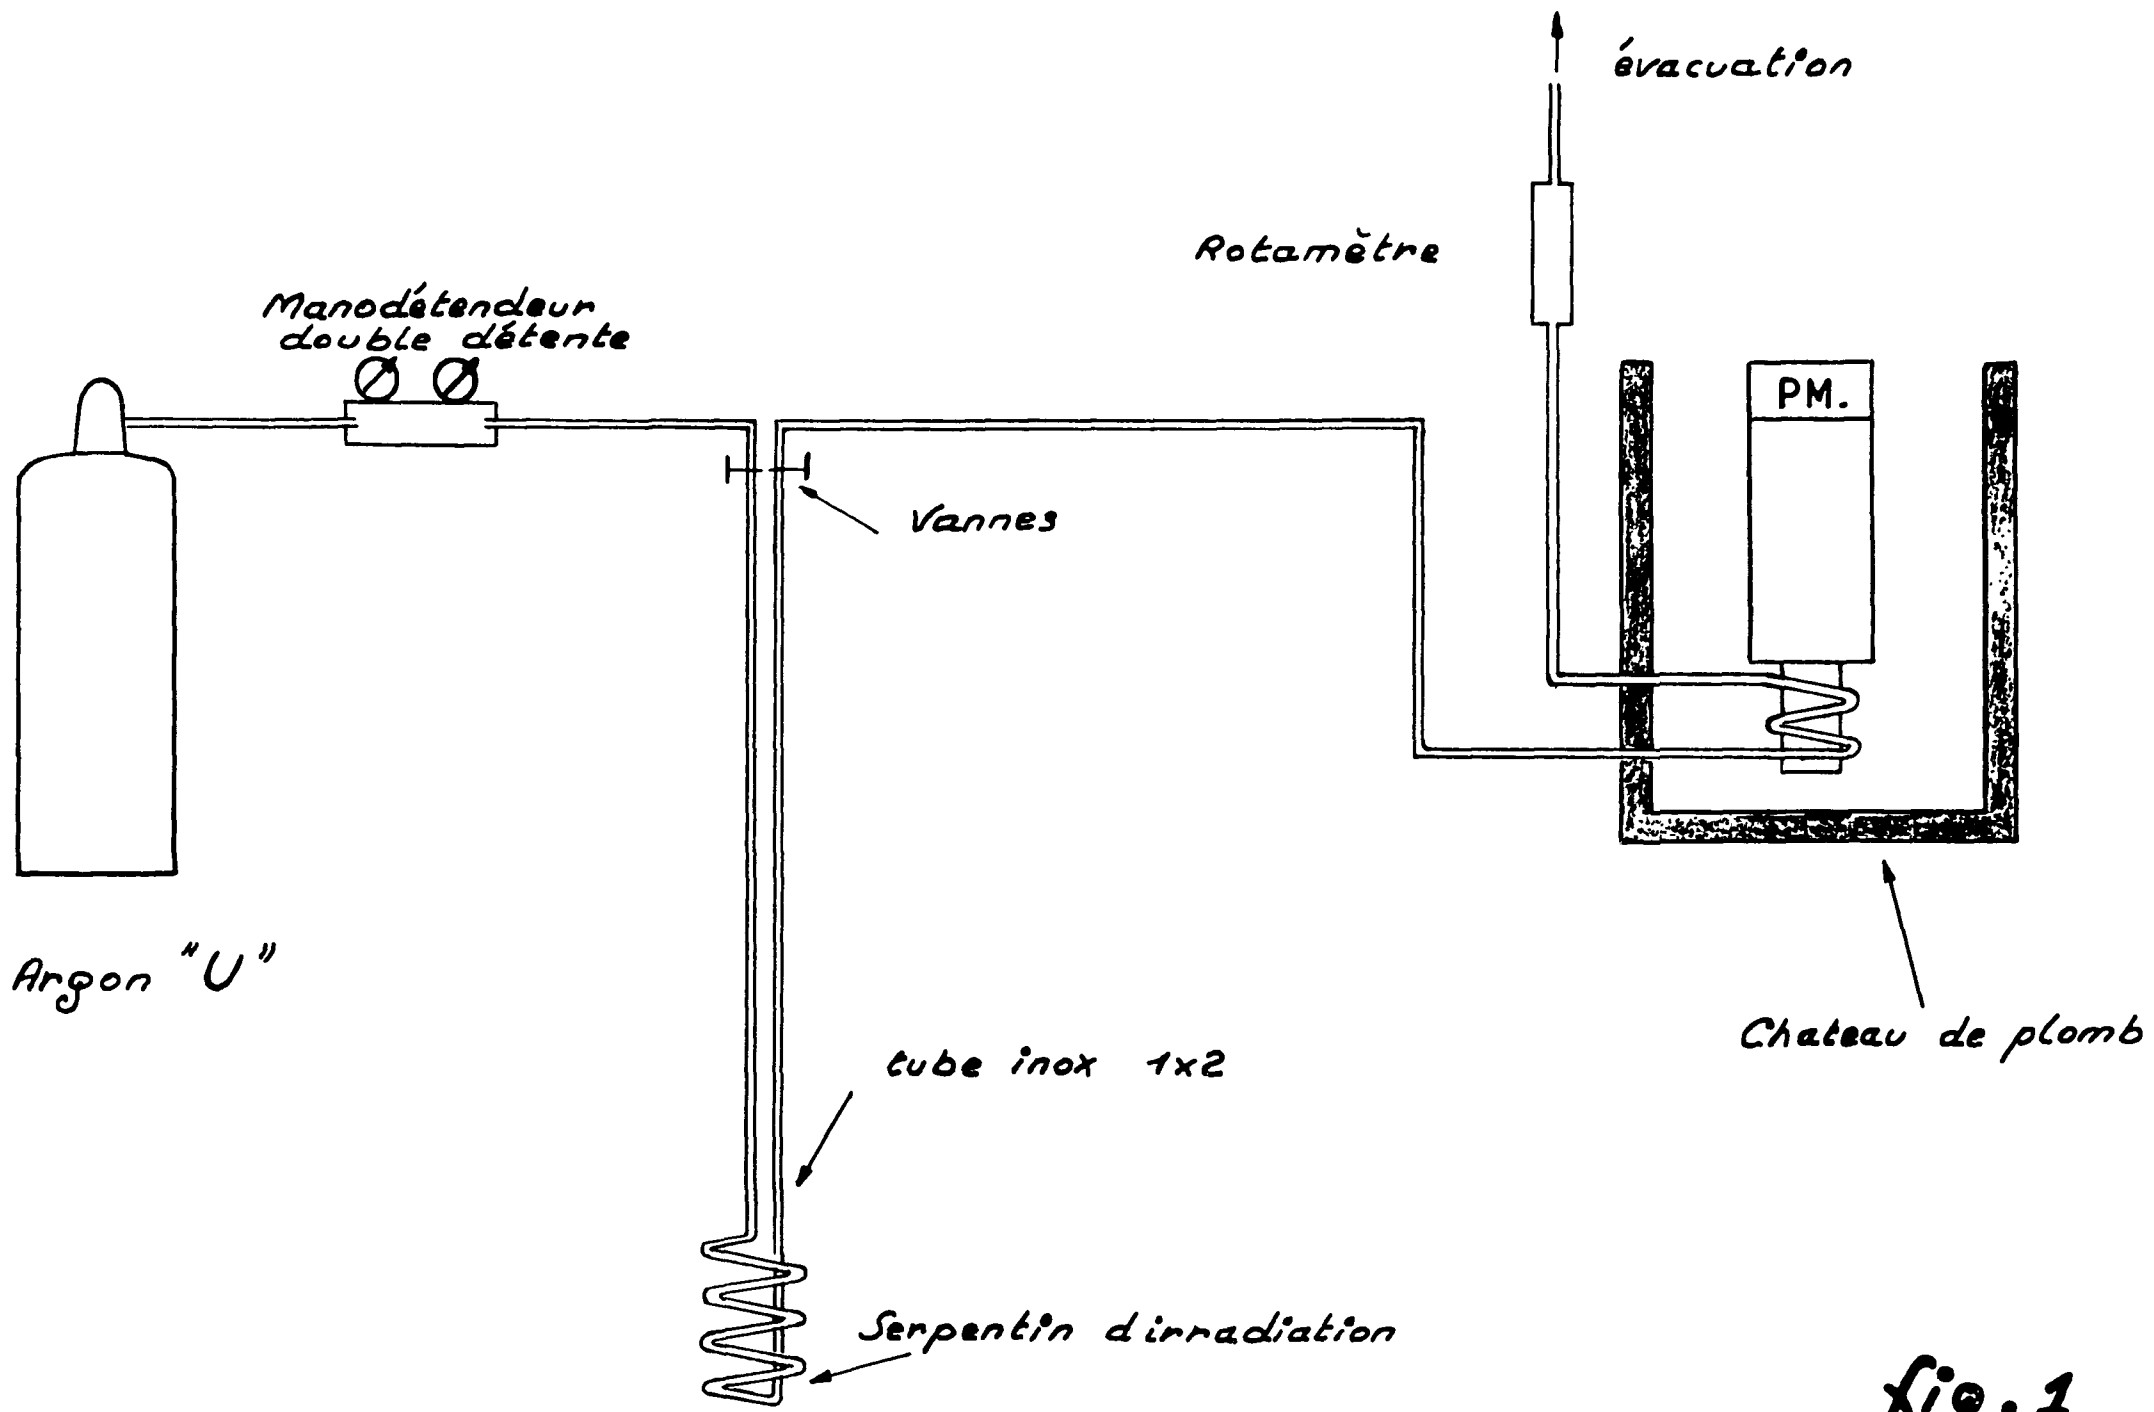 évacuation
Rotamètre
Manodétendeur
double détente
PM.
Vannes
Argon "U"
Chateau de plomb
tube inox 1x2
Serpentin d irradiation
fig. 1